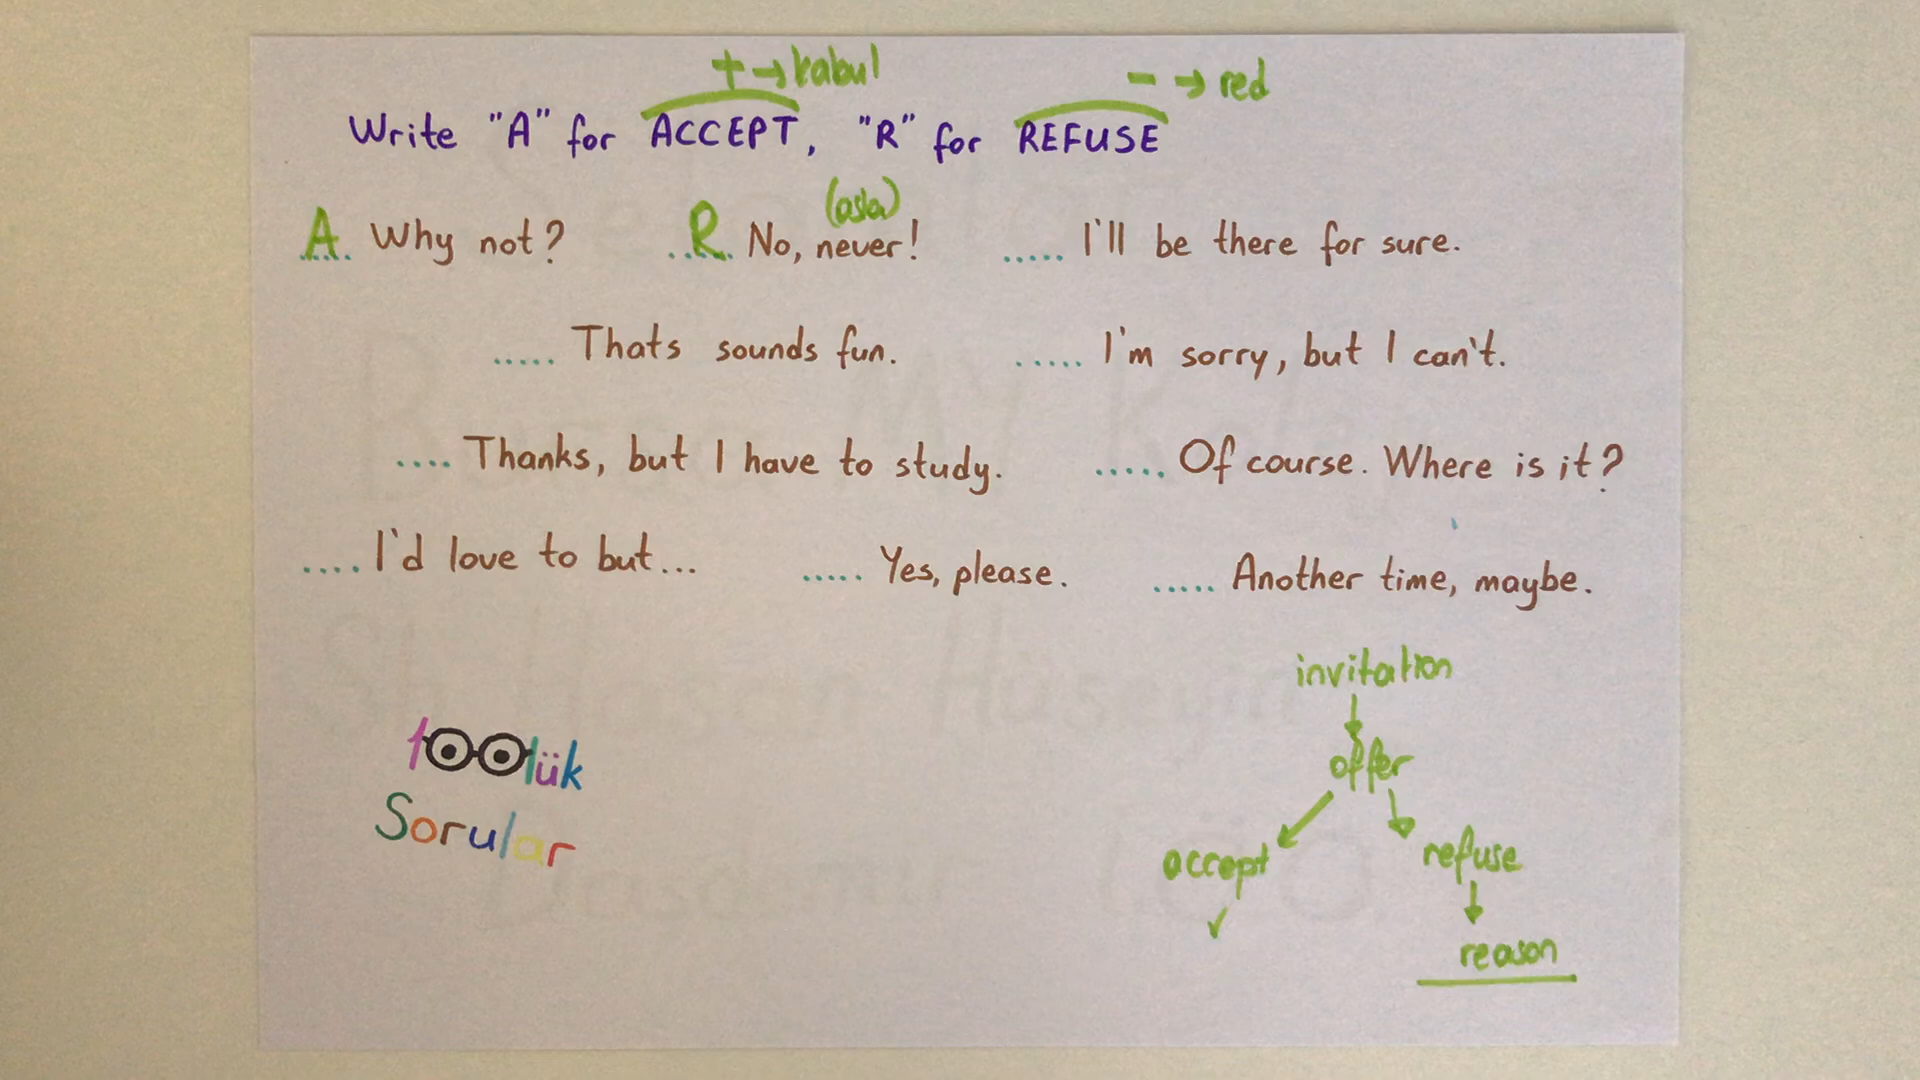 + → kabul - → red
Write "A" for ACCEPT, "R" for REFUSE
(asla)
A Why not? R No, never! ..... I'll be there for sure.
..... Thats sounds fun. ..... I'm sorry, but I can't.
.... Thanks, but I have to study. ..... Of course. Where is it?
.... I'd love to but... ..... Yes, please. ..... Another time, maybe.
invitation
offer
accept refuse
reason
100lük
Sorular